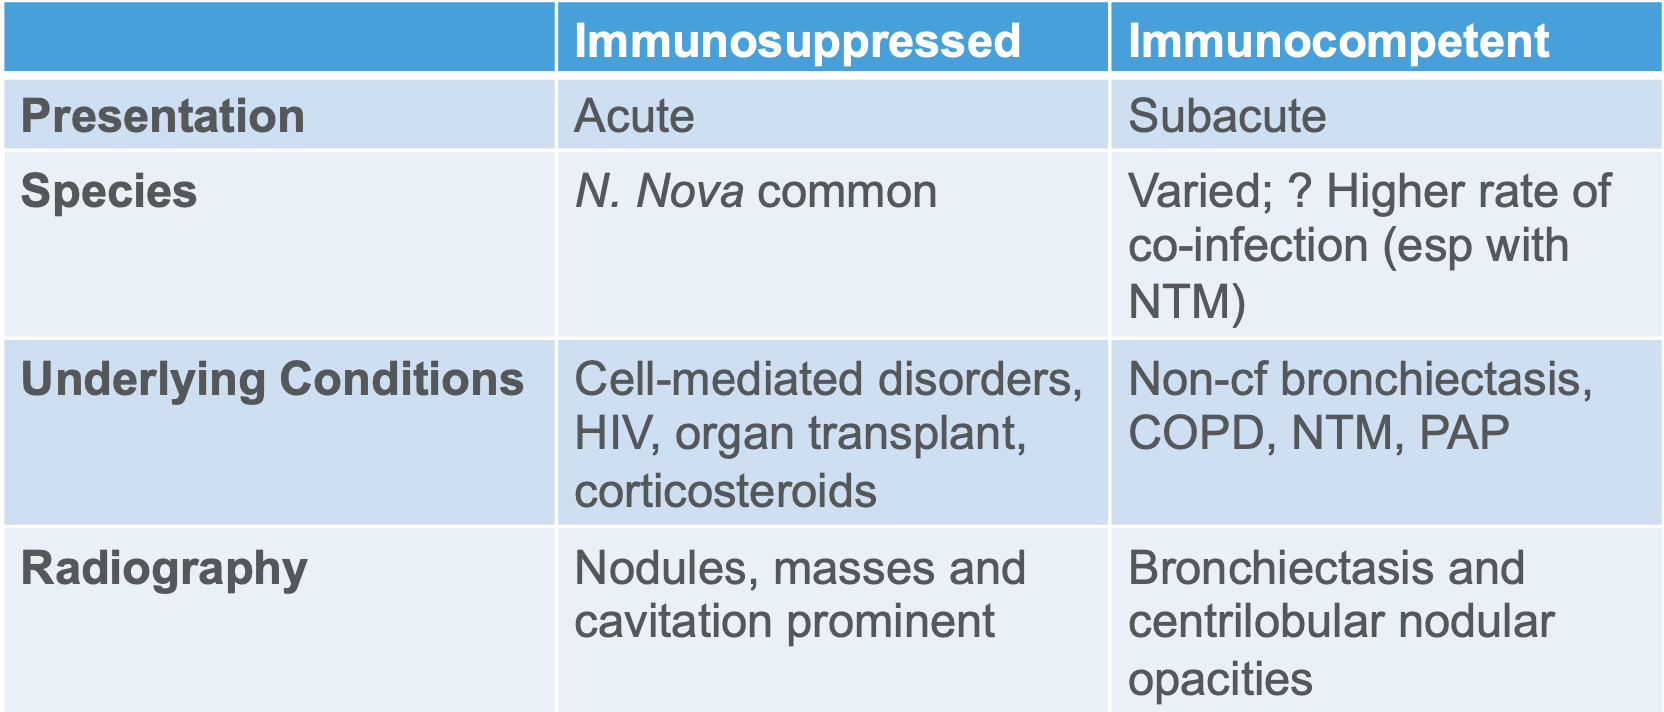 Immunosuppressed Immunocompetent
Presentation Acute Subacute
Species N. Nova common Varied; ? Higher rate of
co-infection (esp with
NTM)
Underlying Conditions Cell-mediated disorders, Non-cf bronchiectasis,
HIV, organ transplant, COPD, NTM, PAP
corticosteroids
Radiography Nodules, masses and Bronchiectasis and
cavitation prominent centrilobular nodular
opacities